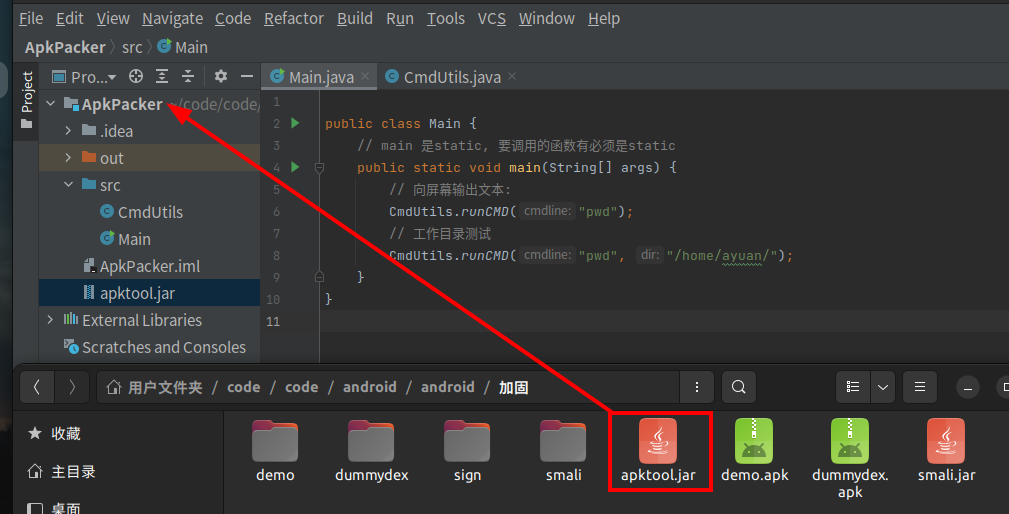 File Edit View Navigate Code Refactor Build Run Tools VCS Window Help
ApkPacker src Main
Project
Pro... Main.java CmdUtils.java
ApkPacker ~/code/code/
.idea
out
src
CmdUtils
Main
ApkPacker.iml
apktool.jar
External Libraries
Scratches and Consoles
1
2 public class Main {
3 // main 是static, 要调用的函数有必须是static
4 public static void main(String[] args) {
5 // 向屏幕输出文本:
6 CmdUtils.runCMD( cmdline: "pwd");
7 // 工作目录测试
8 CmdUtils.runCMD( cmdline: "pwd", dir: "/home/ayuan/");
9 }
10 }
11
用户文件夹 / code / code / android / android / 加固
收藏
主目录
桌面
demo dummydex sign smali apktool.jar demo.apk dummydex. smali.jar
apk